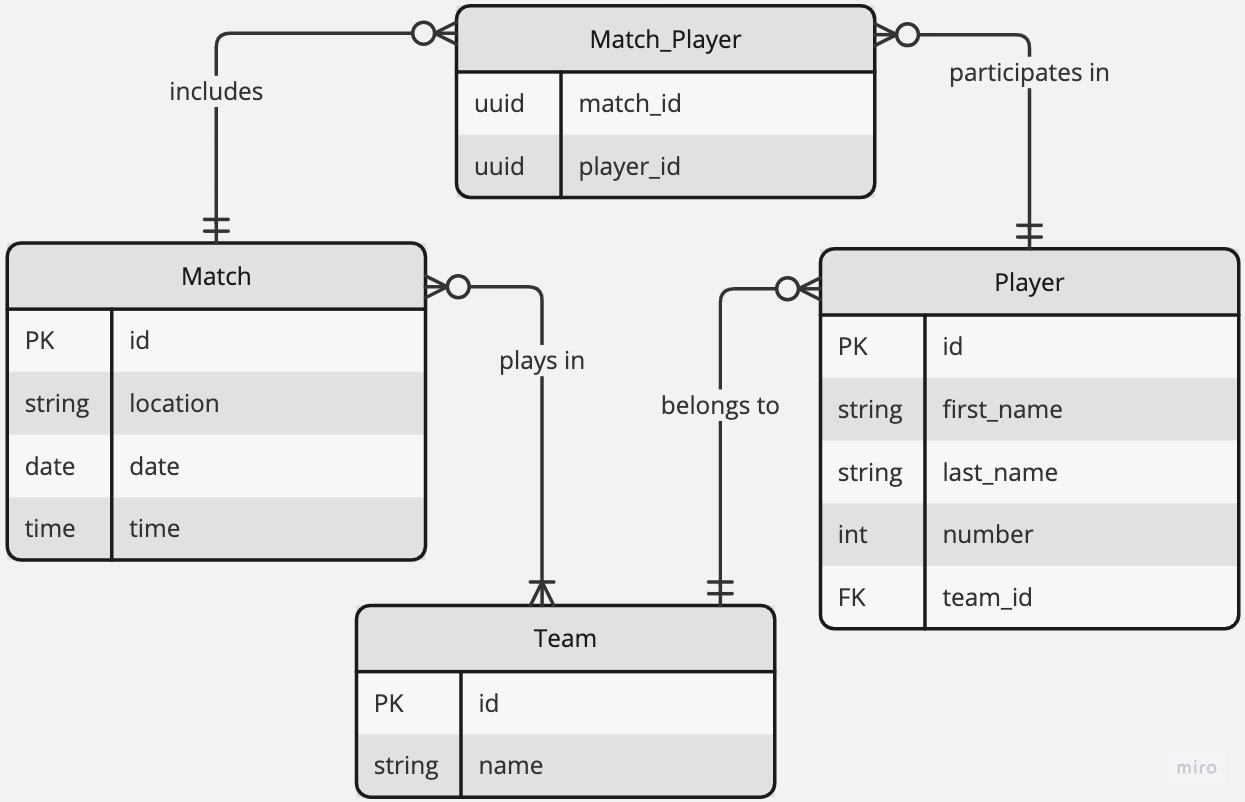 Match_Player
uuid match_id
uuid player_id
includes
participates in
Match
PK id
string location
date date
time time
plays in
belongs to
Player
PK id
string first_name
string last_name
int number
FK team_id
Team
PK id
string name
miro